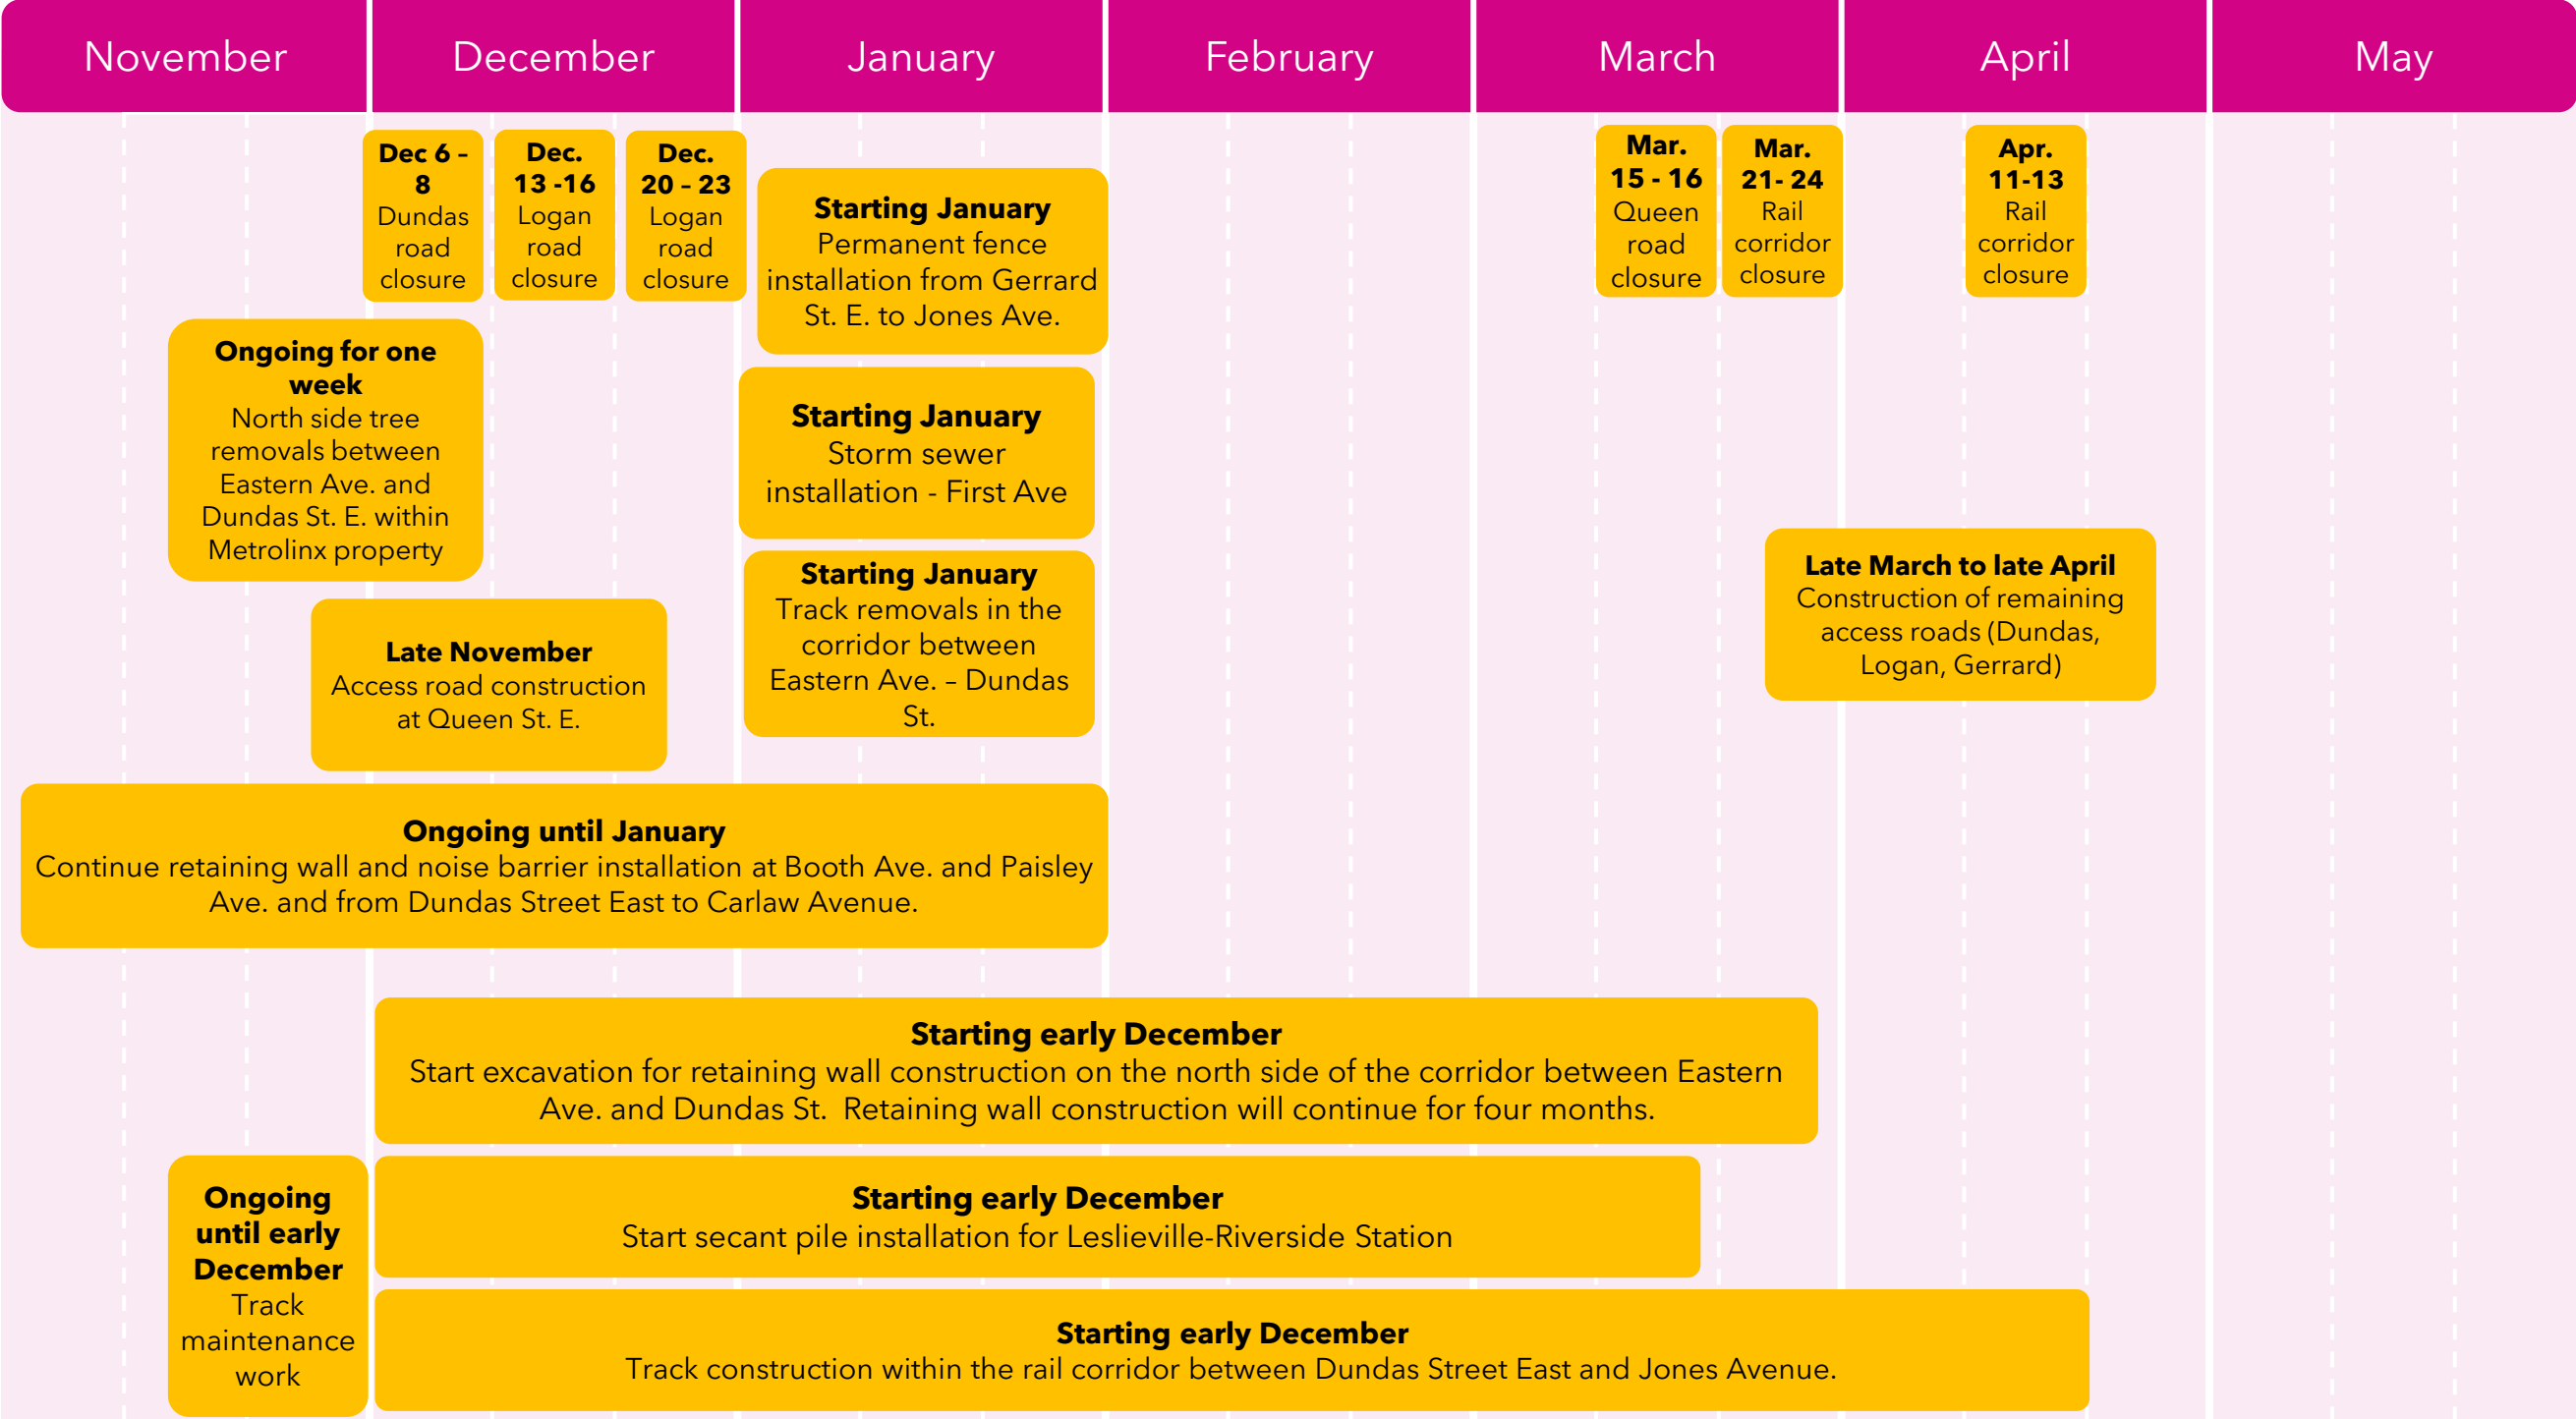 November December January February March April May
Dec 6 –
8
Dundas
road
closure
Dec.
13 -16
Logan
road
closure
Dec.
20 – 23
Logan
road
closure
Starting January
Permanent fence
installation from Gerrard
St. E. to Jones Ave.
Mar.
15 - 16
Queen
road
closure
Mar.
21- 24
Rail
corridor
closure
Apr.
11-13
Rail
corridor
closure
Ongoing for one
week
North side tree
removals between
Eastern Ave. and
Dundas St. E. within
Metrolinx property
Starting January
Storm sewer
installation - First Ave
Late November
Access road construction
at Queen St. E.
Starting January
Track removals in the
corridor between
Eastern Ave. – Dundas
St.
Late March to late April
Construction of remaining
access roads (Dundas,
Logan, Gerrard)
Ongoing until January
Continue retaining wall and noise barrier installation at Booth Ave. and Paisley
Ave. and from Dundas Street East to Carlaw Avenue.
Starting early December
Start excavation for retaining wall construction on the north side of the corridor between Eastern
Ave. and Dundas St.  Retaining wall construction will continue for four months.
Ongoing
until early
December
Track
maintenance
work
Starting early December
Start secant pile installation for Leslieville-Riverside Station
Starting early December
Track construction within the rail corridor between Dundas Street East and Jones Avenue.